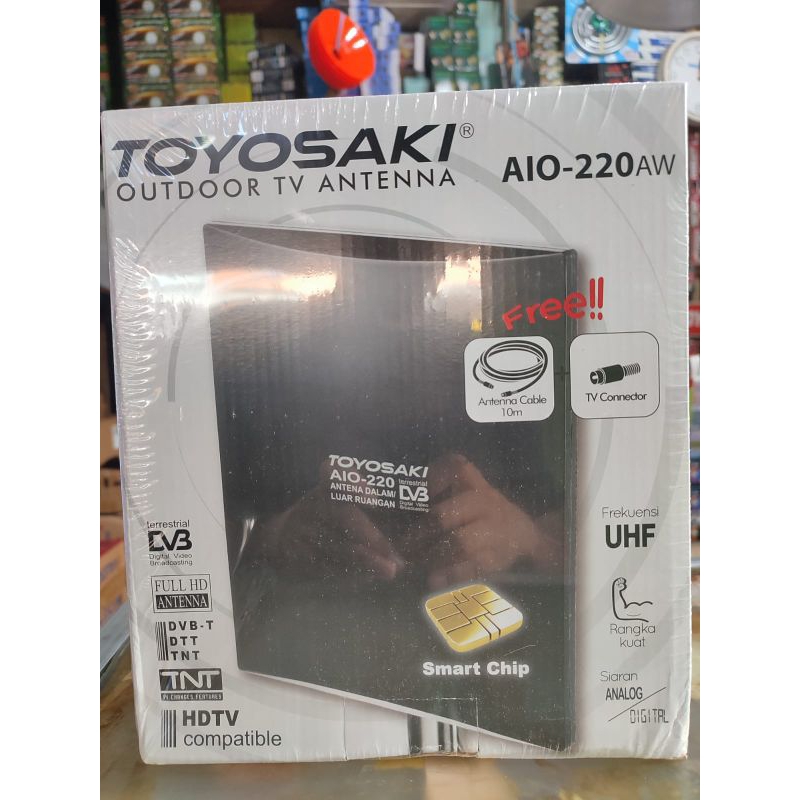 TOYOSAKI®
OUTDOOR TV ANTENNA
AIO-220AW
Free!!
Antenna Cable
10m
TV Connector
TOYOSAKI
AIO-220
ANTENA DALAM/
LUAR RUANGAN
terrestrial
DVB
Digital Video
Broadcasting
terrestrial
DVB
Digital Video
Broadcasting
FULL HD
ANTENNA
DVB-T
DTT
TNT
TNT
HDTV
compatible
Smart Chip
Frekuensi
UHF
Rangka
kuat
Siaran
ANALOG
DIGITAL